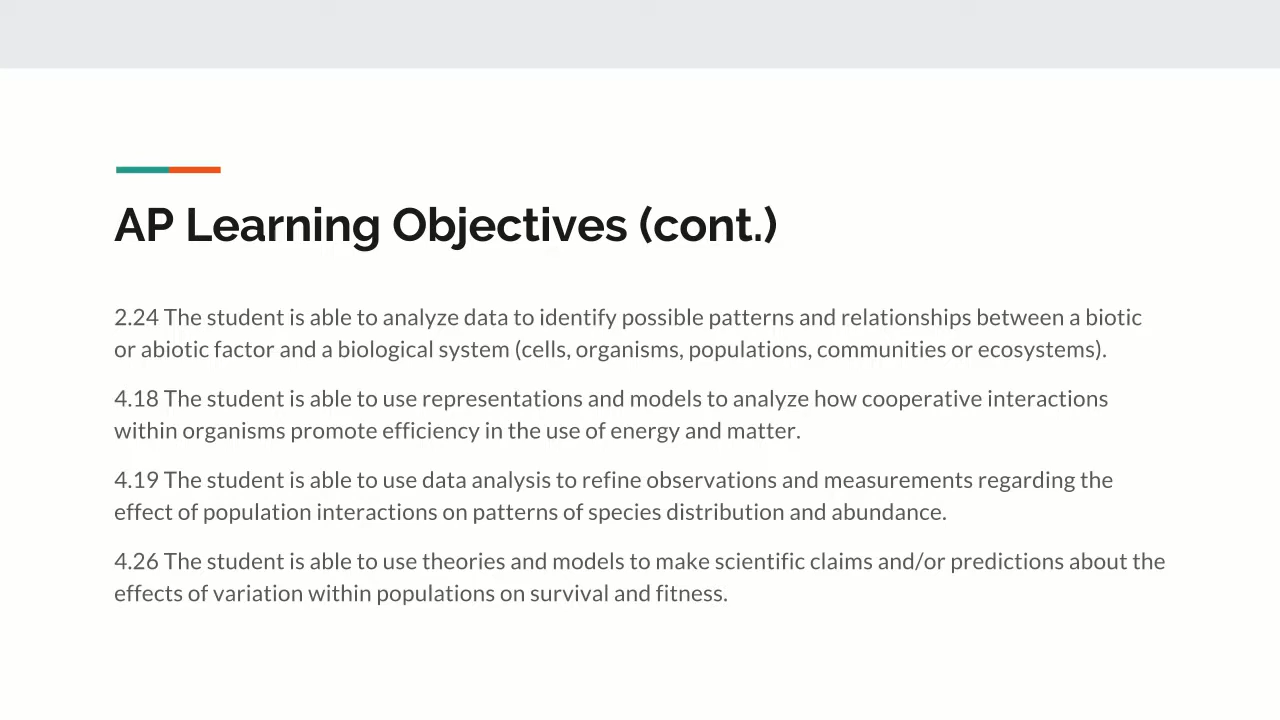 AP Learning Objectives (cont.)
2.24 The student is able to analyze data to identify possible patterns and relationships between a biotic
or abiotic factor and a biological system (cells, organisms, populations, communities or ecosystems).
4.18 The student is able to use representations and models to analyze how cooperative interactions
within organisms promote efficiency in the use of energy and matter.
4.19 The student is able to use data analysis to refine observations and measurements regarding the
effect of population interactions on patterns of species distribution and abundance.
4.26 The student is able to use theories and models to make scientific claims and/or predictions about the
effects of variation within populations on survival and fitness.